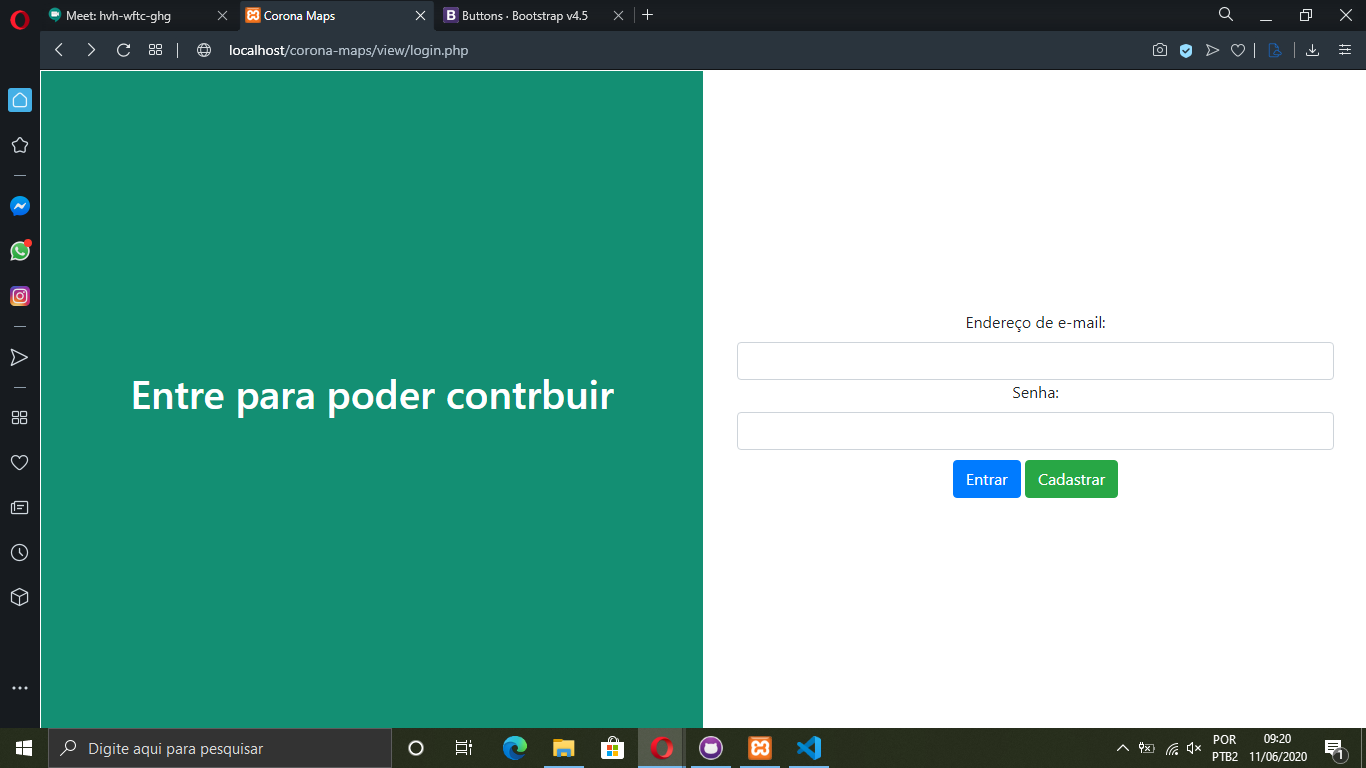 Meet: hvh-wftc-ghg
Corona Maps
B Buttons · Bootstrap v4.5
localhost/corona-maps/view/login.php
Entre para poder contrbuir
Endereço de e-mail:
Senha:
Entrar Cadastrar
Digite aqui para pesquisar
POR
PTB2
09:20
11/06/2020
1